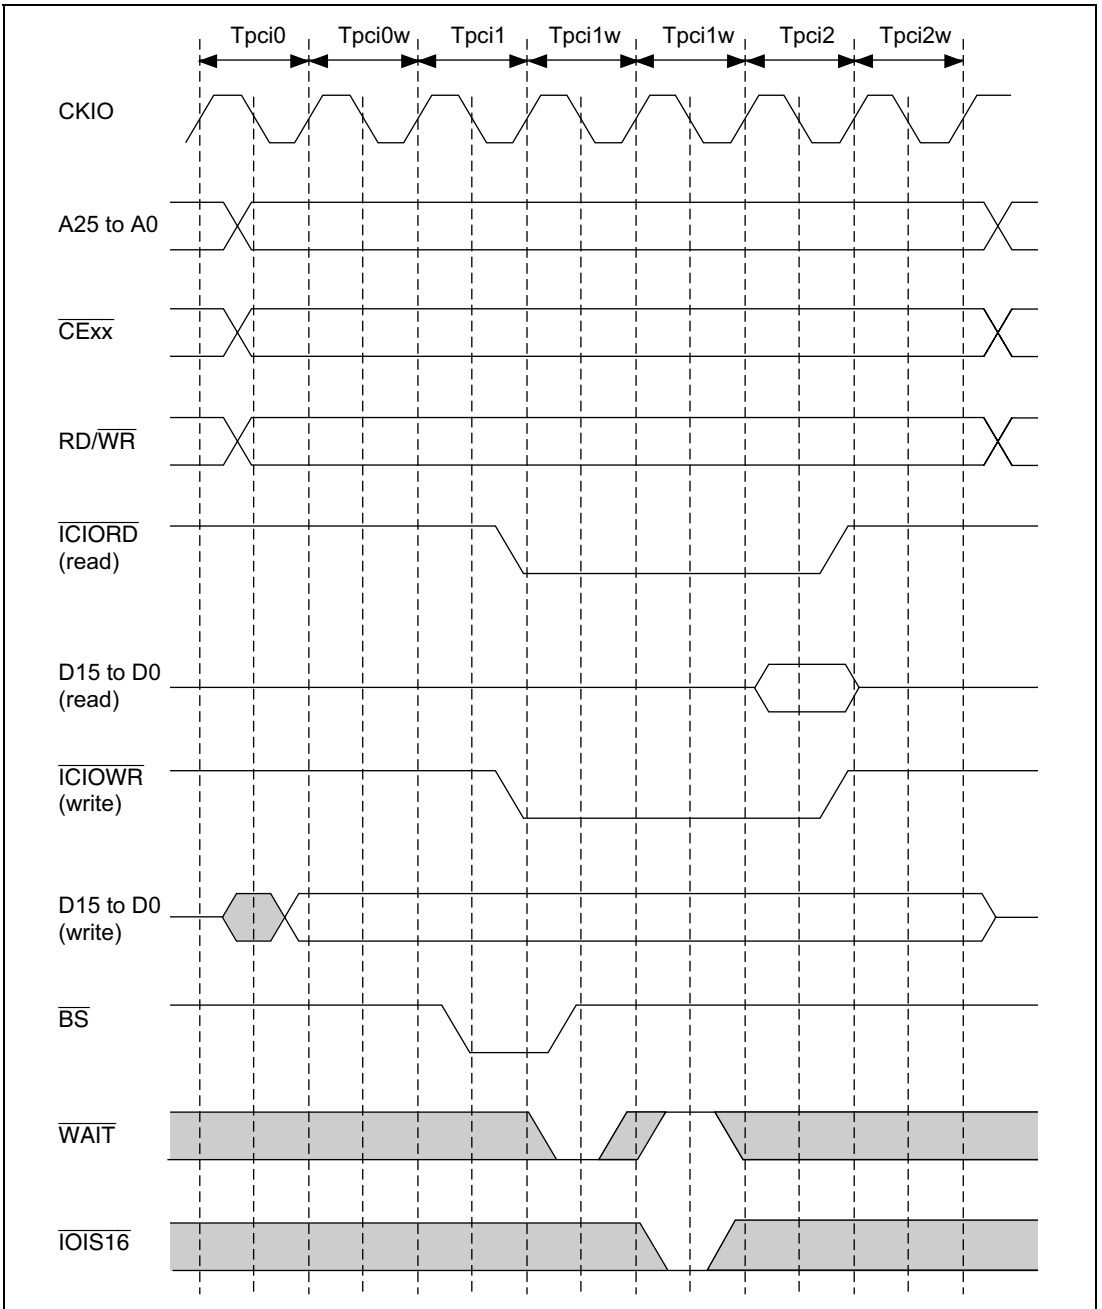 Tpci0 Tpci0w Tpci1 Tpci1w Tpci1w Tpci2 Tpci2w
CKIO
A25 to A0
CExx
RD/WR
ICIORD
(read)
D15 to D0
(read)
ICIOWR
(write)
D15 to D0
(write)
BS
WAIT
IOIS16